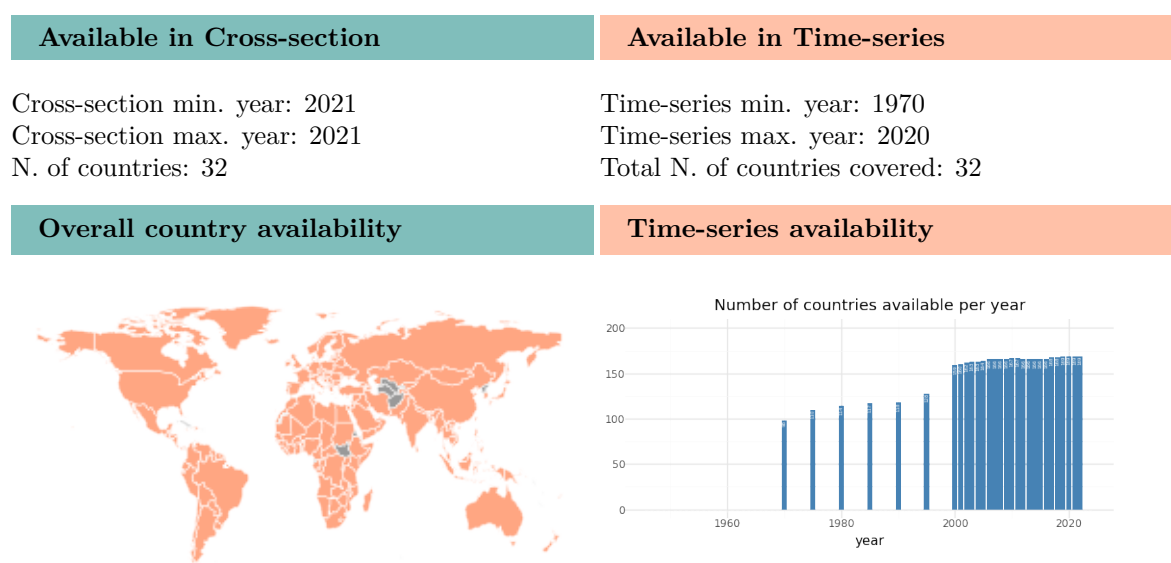 Available in Cross-section
Available in Time-series
Cross-section min. year: 2021
Cross-section max. year: 2021
N. of countries: 32
Time-series min. year: 1970
Time-series max. year: 2020
Total N. of countries covered: 32
Overall country availability
Time-series availability
Number of countries available per year
200
150
100
50
0
1960
1980
2000
2020
year